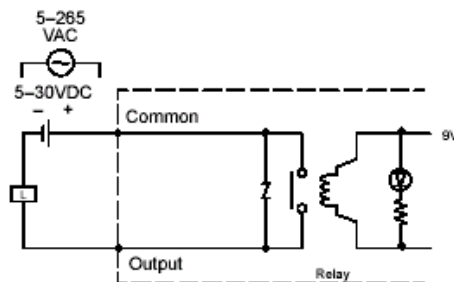 5–265
VAC
5–30VDC
– +
Common
9V
L
Output
Relay